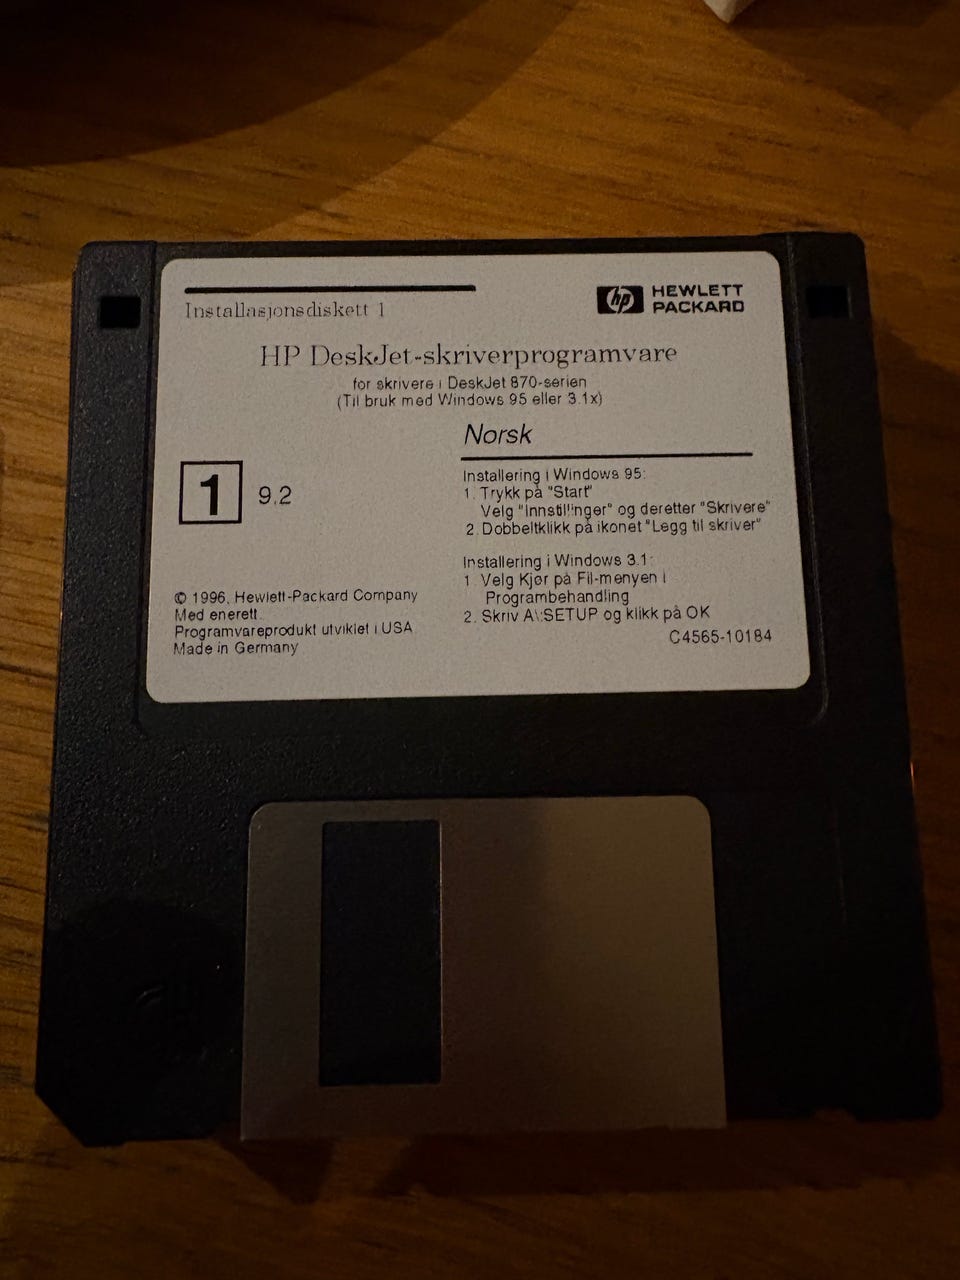 Installasjonsdiskett 1
hp HEWLETT
PACKARD
HP DeskJet-skriverprogramvare
for skrivere i DeskJet 870-serien
(Til bruk med Windows 95 eller 3.1x)
Norsk
1 9.2
Installering i Windows 95:
1. Trykk på "Start"
Velg "Innstillinger" og deretter "Skrivere"
2. Dobbeltklikk på ikonet "Legg til skriver"
Installering i Windows 3.1:
1. Velg Kjør på Fil-menyen i
Programbehandling
2. Skriv A\:SETUP og klikk på OK
C4565-10184
© 1996, Hewlett-Packard Company
Med enerett.
Programvareprodukt utviklet i USA
Made in Germany